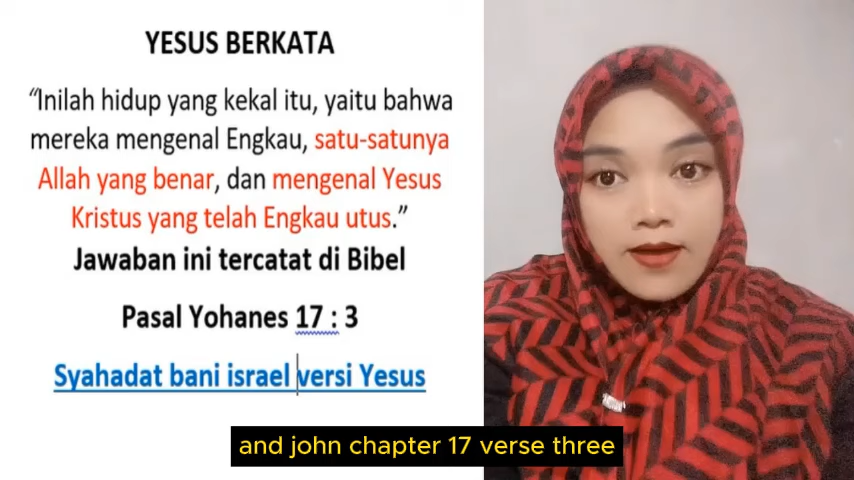 YESUS BERKATA
“Inilah hidup yang kekal itu, yaitu bahwa
mereka mengenal Engkau, satu-satunya
Allah yang benar, dan mengenal Yesus
Kristus yang telah Engkau utus.”
Jawaban ini tercatat di Bibel
Pasal Yohanes 17 : 3
Syahadat bani israel versi Yesus
and john chapter 17 verse three